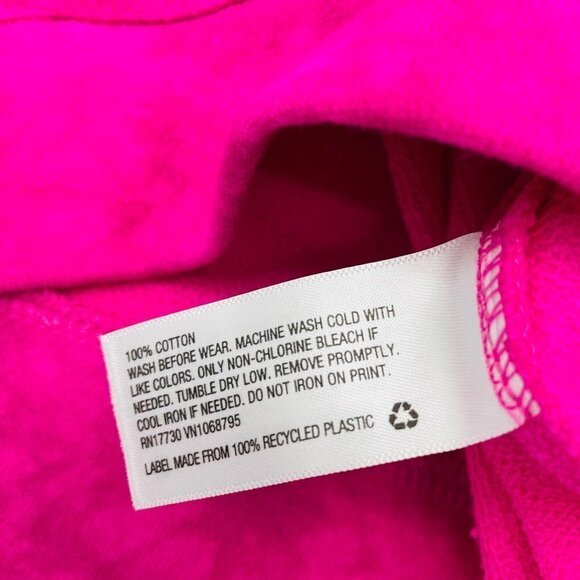 100% COTTON
WASH BEFORE WEAR. MACHINE WASH COLD WITH
LIKE COLORS. ONLY NON-CHLORINE BLEACH IF
NEEDED. TUMBLE DRY LOW. REMOVE PROMPTLY.
COOL IRON IF NEEDED. DO NOT IRON ON PRINT.
RN17730 VN1068795
LABEL MADE FROM 100% RECYCLED PLASTIC